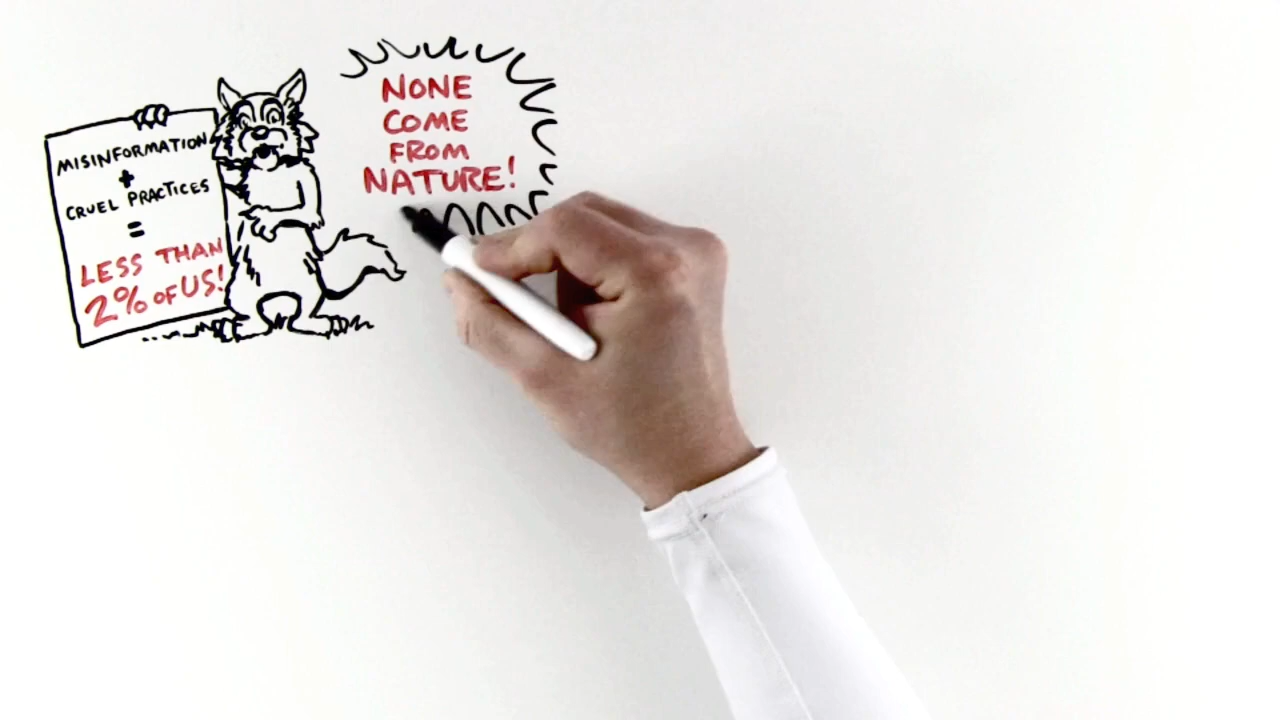 MISINFORMATION
+
CRUEL PRACTICES
=
LESS THAN
2% OF US!
NONE
COME
FROM
NATURE!